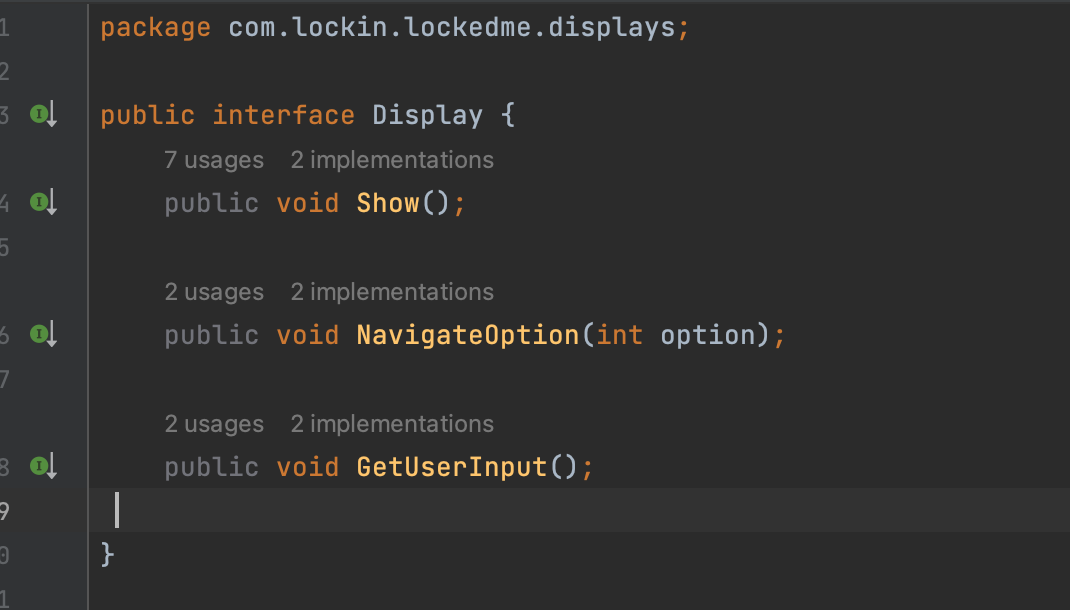 1 package com.lockin.lockedme.displays;
2
3 public interface Display {
7 usages 2 implementations
4 public void Show();
5
2 usages 2 implementations
6 public void NavigateOption(int option);
7
2 usages 2 implementations
8 public void GetUserInput();
9
0 }
1